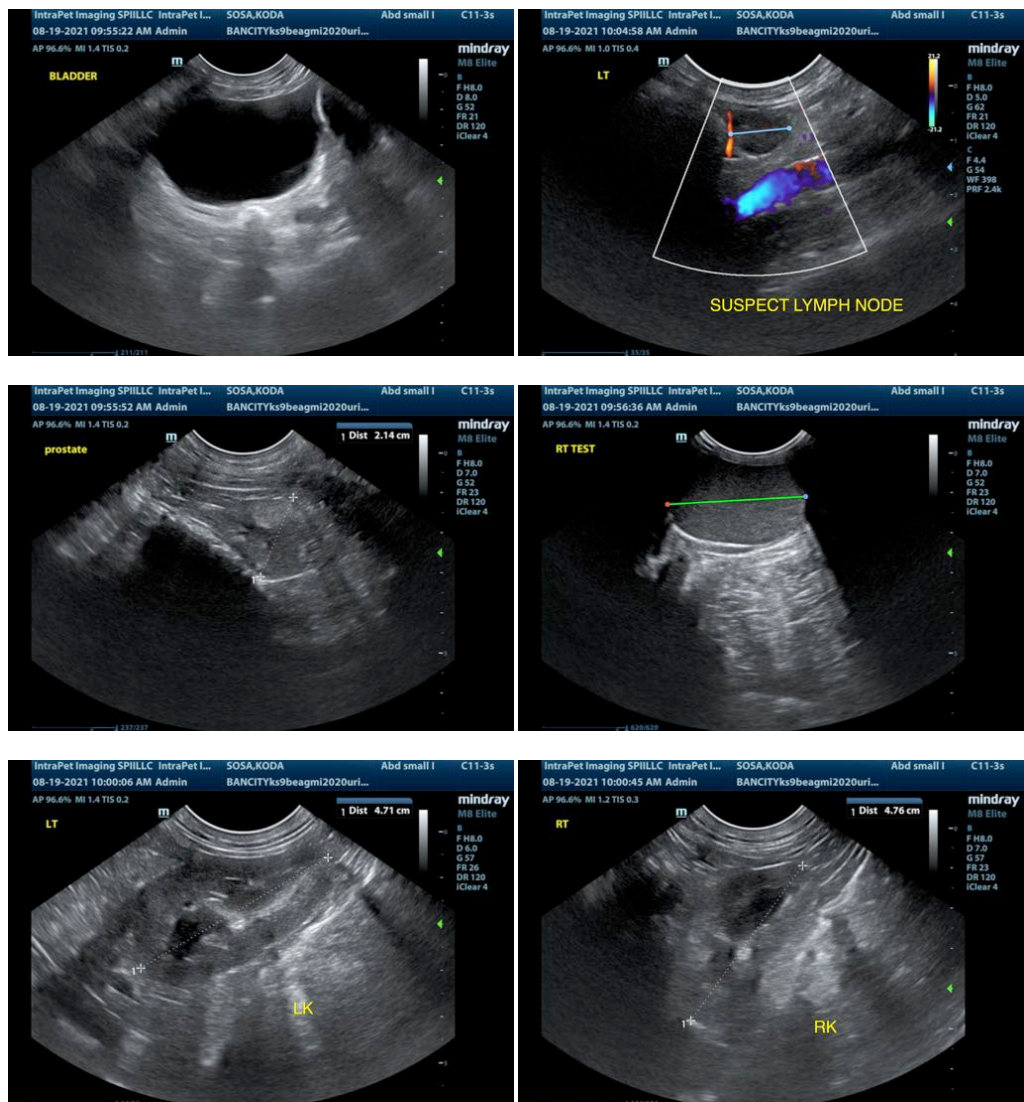 IntraPet Imaging SPIILLC IntraPet I... SOSA,KODA Abd small I C11-3s
08-19-2021 09:55:22 AM Admin BANCITYks9beagmi2020uri...
AP 96.6% MI 1.4 TIS 0.2
mindray
M8 Elite
m
BLADDER
B
F H8.0
D 8.0
G 52
FR 21
DR 120
iClear 4
211/211
IntraPet Imaging SPIILLC IntraPet I... SOSA,KODA Abd small I C11-3s
08-19-2021 10:04:58 AM Admin BANCITYks9beagmi2020uri...
AP 96.6% MI 1.0 TIS 0.4
mindray
M8 Elite
m
LT
21.2
-21.2
B
F H8.0
D 5.0
G 62
FR 21
DR 120
iClear 4
C
F 4.4
G 54
WF 398
PRF 2.4k
SUSPECT LYMPH NODE
35/35
IntraPet Imaging SPIILLC IntraPet I... SOSA,KODA Abd small I C11-3s
08-19-2021 09:55:52 AM Admin BANCITYks9beagmi2020uri...
AP 96.6% MI 1.4 TIS 0.2
mindray
M8 Elite
m
1 Dist 2.14 cm
prostate
B
F H8.0
D 7.0
G 52
FR 23
DR 120
iClear 4
1
237/237
IntraPet Imaging SPIILLC IntraPet I... SOSA,KODA Abd small I C11-3s
08-19-2021 09:56:36 AM Admin BANCITYks9beagmi2020uri...
AP 96.6% MI 1.4 TIS 0.2
mindray
M8 Elite
m
RT TEST
B
F H8.0
D 7.0
G 52
FR 23
DR 120
iClear 4
IntraPet Imaging SPIILLC IntraPet I... SOSA,KODA Abd small I C11-3s
08-19-2021 10:00:06 AM Admin BANCITYks9beagmi2020uri...
AP 96.6% MI 1.4 TIS 0.2
mindray
M8 Elite
m
1 Dist 4.71 cm
LT
B
F H8.0
D 6.0
G 57
FR 26
DR 120
iClear 4
1
LK
IntraPet Imaging SPIILLC IntraPet I... SOSA,KODA Abd small I C11-3s
08-19-2021 10:00:45 AM Admin BANCITYks9beagmi2020uri...
AP 96.6% MI 1.2 TIS 0.3
mindray
M8 Elite
m
1 Dist 4.76 cm
RT
B
F H8.0
D 7.0
G 57
FR 23
DR 120
iClear 4
1
RK